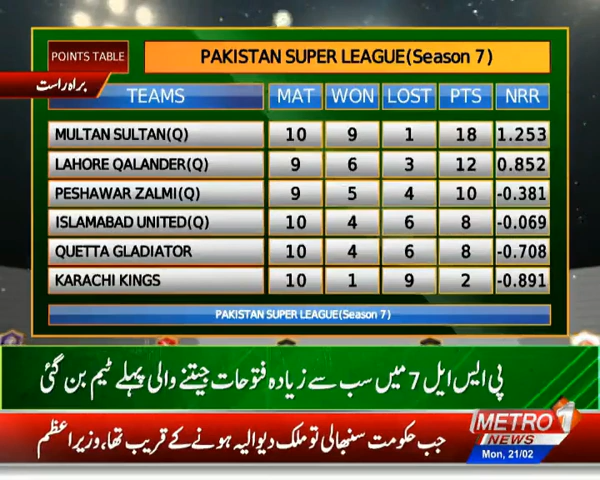 POINTS TABLE
PAKISTAN SUPER LEAGUE(Season 7)
براہ راست
TEAMS MAT WON LOST PTS NRR
MULTAN SULTAN(Q) 10 9 1 18 1.253
LAHORE QALANDER(Q) 9 6 3 12 0.852
PESHAWAR ZALMI(Q) 9 5 4 10 -0.381
ISLAMABAD UNITED(Q) 10 4 6 8 -0.069
QUETTA GLADIATOR 10 4 6 8 -0.708
KARACHI KINGS 10 1 9 2 -0.891
PAKISTAN SUPER LEAGUE(Season 7)
پی ایس ایل 7 میں سب سے زیادہ فتوحات جیتنے والی پہلے ٹیم بن گئی
جب حکومت سنبھالی تو ملک دیوالیہ ہونے کے قریب تھا، وزیراعظم
METRO 1
NEWS
Mon, 21/02